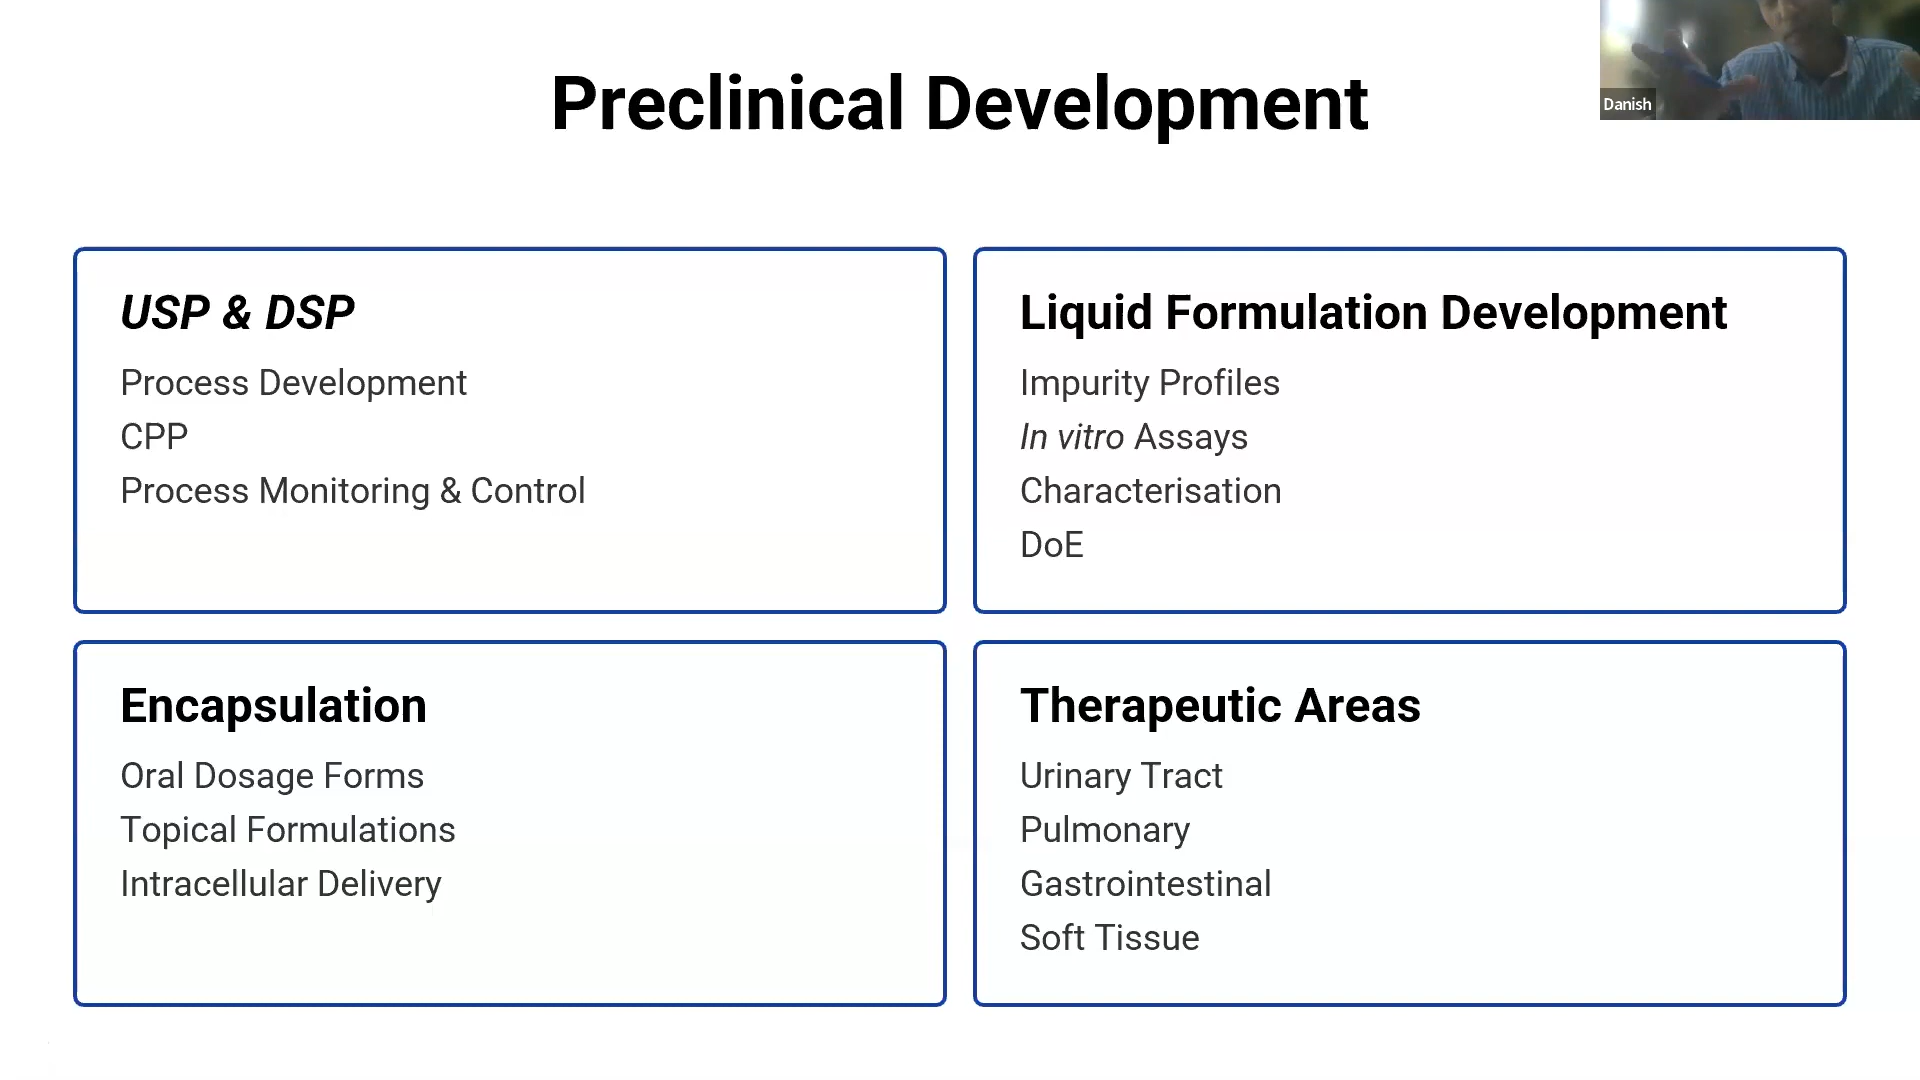 Preclinical Development
Danish
USP & DSP
Process Development
CPP
Process Monitoring & Control
Liquid Formulation Development
Impurity Profiles
In vitro Assays
Characterisation
DoE
Encapsulation
Oral Dosage Forms
Topical Formulations
Intracellular Delivery
Therapeutic Areas
Urinary Tract
Pulmonary
Gastrointestinal
Soft Tissue